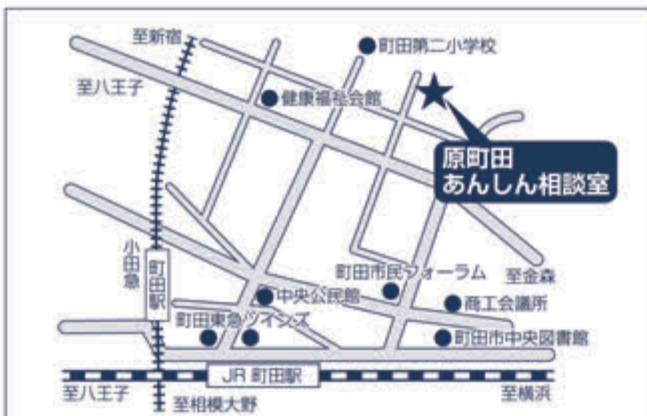 至新宿
町田第二小学校
至八王子
健康福祉会館
原町田
あんしん相談室
小田急
町田駅
町田市民フォーラム
至金森
中央公民館
商工会議所
町田東急ツインズ
町田市中央図書館
JR 町田駅
至八王子
至横浜
至相模大野